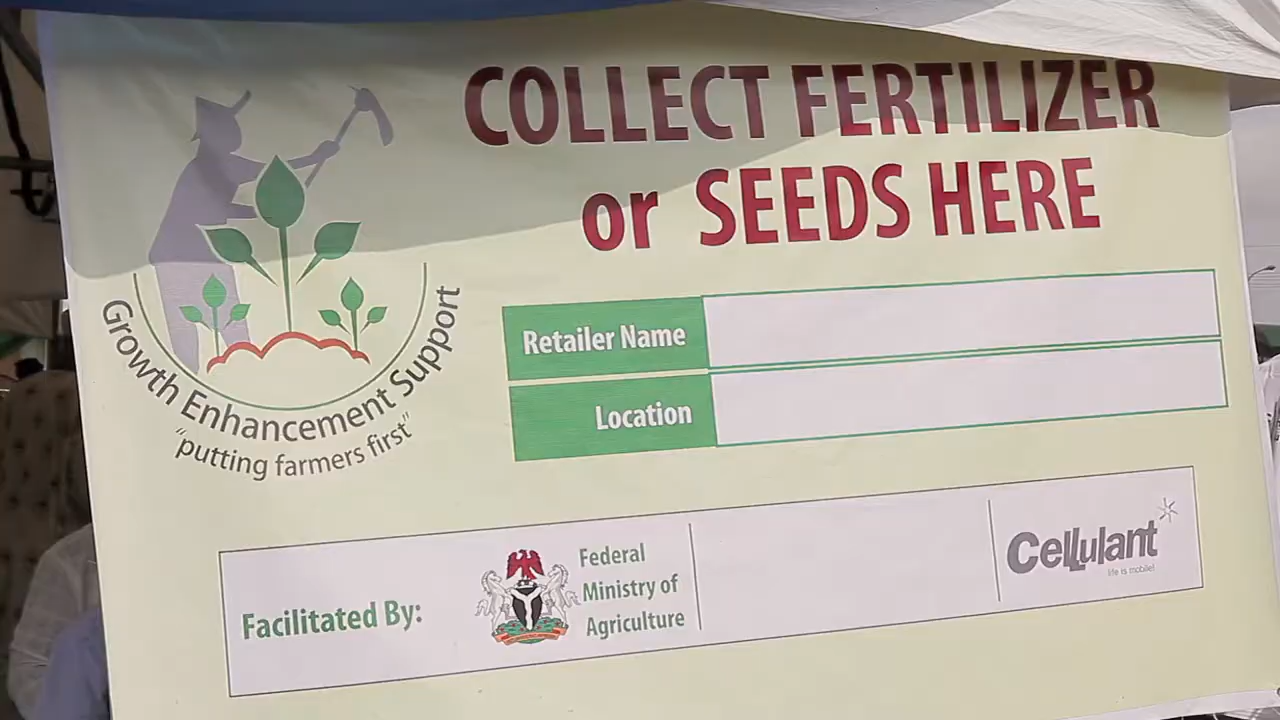 COLLECT FERTILIZER
or SEEDS HERE
Growth Enhancement Support
"putting farmers first"
Retailer Name
Location
Facilitated By:
Federal
Ministry of
Agriculture
Cellulant
life is mobile!